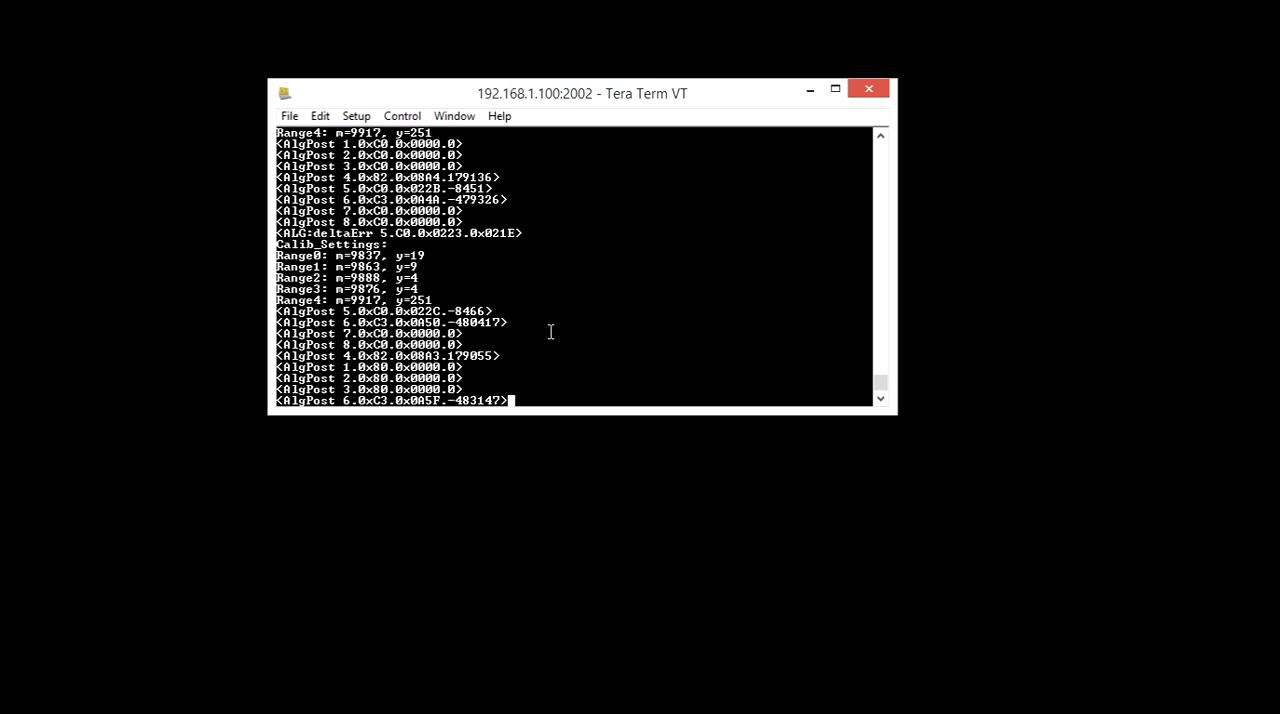 192.168.1.100:2002 - Tera Term VT
File Edit Setup Control Window Help
Range4: m=9917, y=251
<AlgPost 1.0xC0.0x0000.0>
<AlgPost 2.0xC0.0x0000.0>
<AlgPost 3.0xC0.0x0000.0>
<AlgPost 4.0x82.0x08A4.179136>
<AlgPost 5.0xC0.0x022B.-8451>
<AlgPost 6.0xC3.0x0A4A.-479326>
<AlgPost 7.0xC0.0x0000.0>
<AlgPost 8.0xC0.0x0000.0>
<ALG:deltaErr 5.C0.0x0223.0x021E>
Calib_Settings:
Range0: m=9837, y=19
Range1: m=9863, y=9
Range2: m=9888, y=4
Range3: m=9876, y=4
Range4: m=9917, y=251
<AlgPost 5.0xC0.0x022C.-8466>
<AlgPost 6.0xC3.0x0A50.-480417>
<AlgPost 7.0xC0.0x0000.0>
<AlgPost 8.0xC0.0x0000.0>
<AlgPost 4.0x82.0x08A3.179055>
<AlgPost 1.0x80.0x0000.0>
<AlgPost 2.0x80.0x0000.0>
<AlgPost 3.0x80.0x0000.0>
<AlgPost 6.0xC3.0x0A5F.-483147>